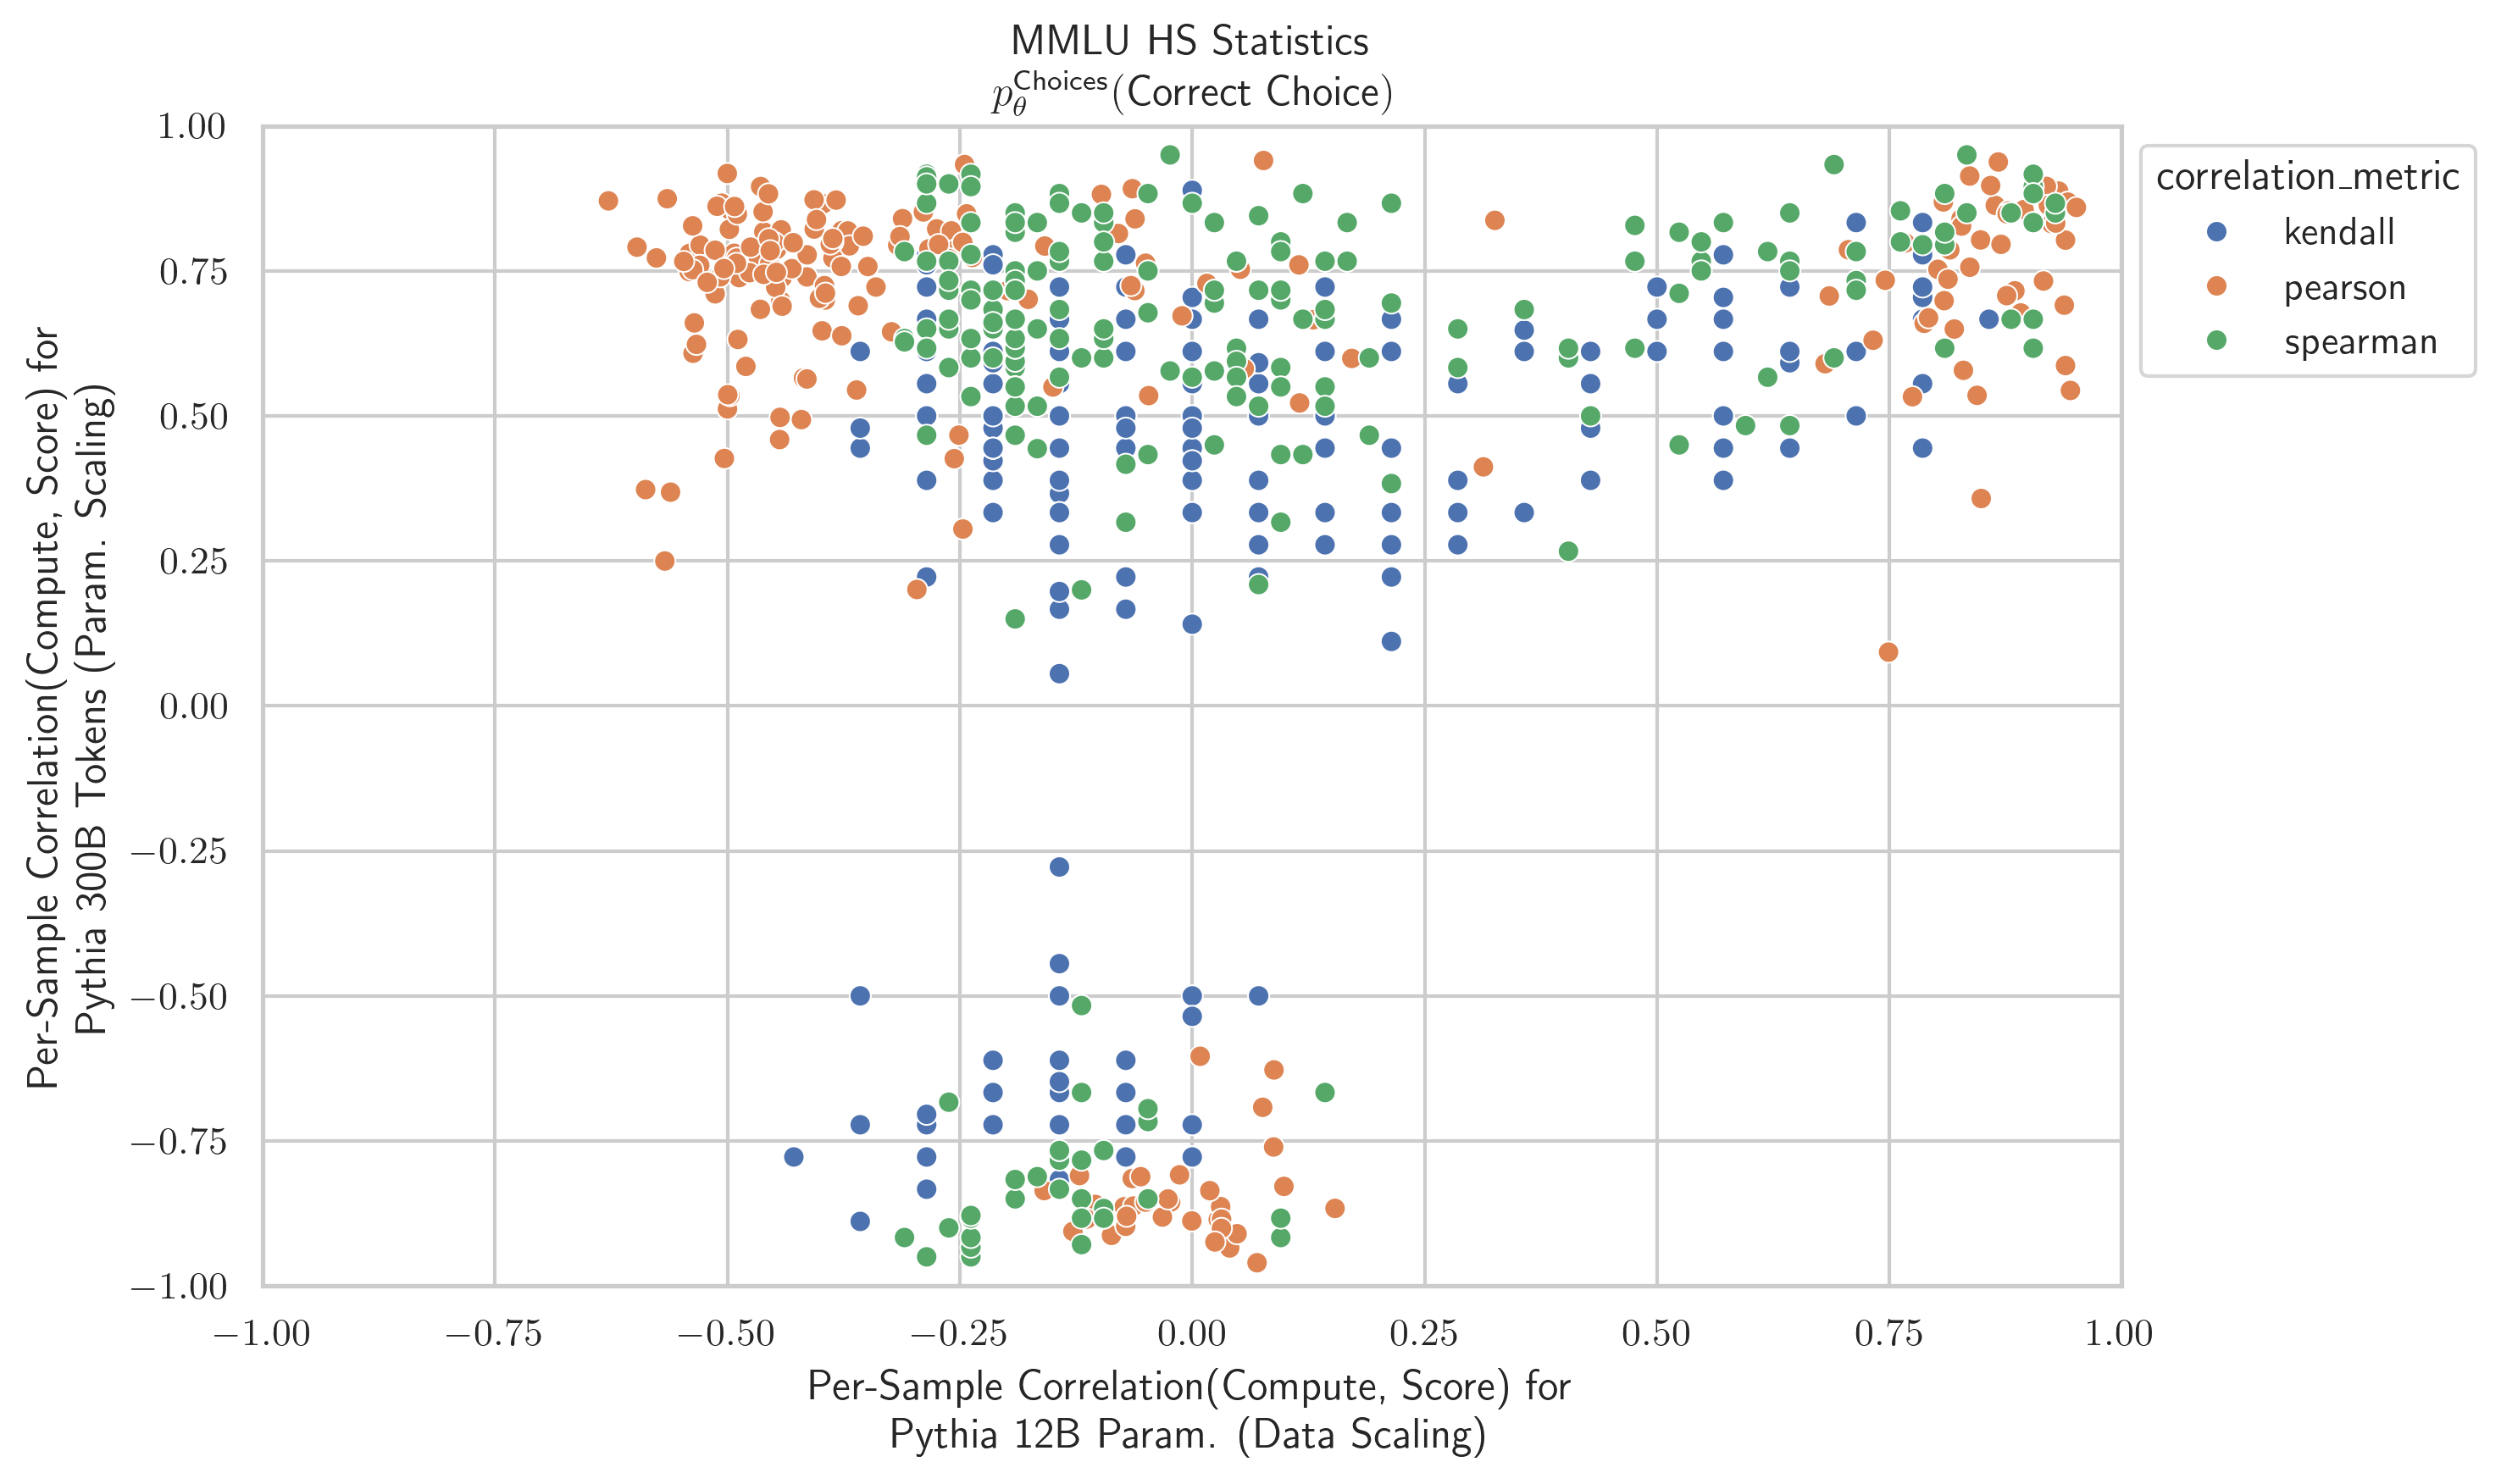 MMLU HS Statistics
p_θ^Choices(Correct Choice)
1.00
0.75
0.50
0.25
0.00
−0.25
−0.50
−0.75
−1.00
Per-Sample Correlation(Compute, Score) for
Pythia 300B Tokens (Param. Scaling)
−1.00 −0.75 −0.50 −0.25 0.00 0.25 0.50 0.75 1.00
Per-Sample Correlation(Compute, Score) for
Pythia 12B Param. (Data Scaling)
correlation_metric
kendall
pearson
spearman